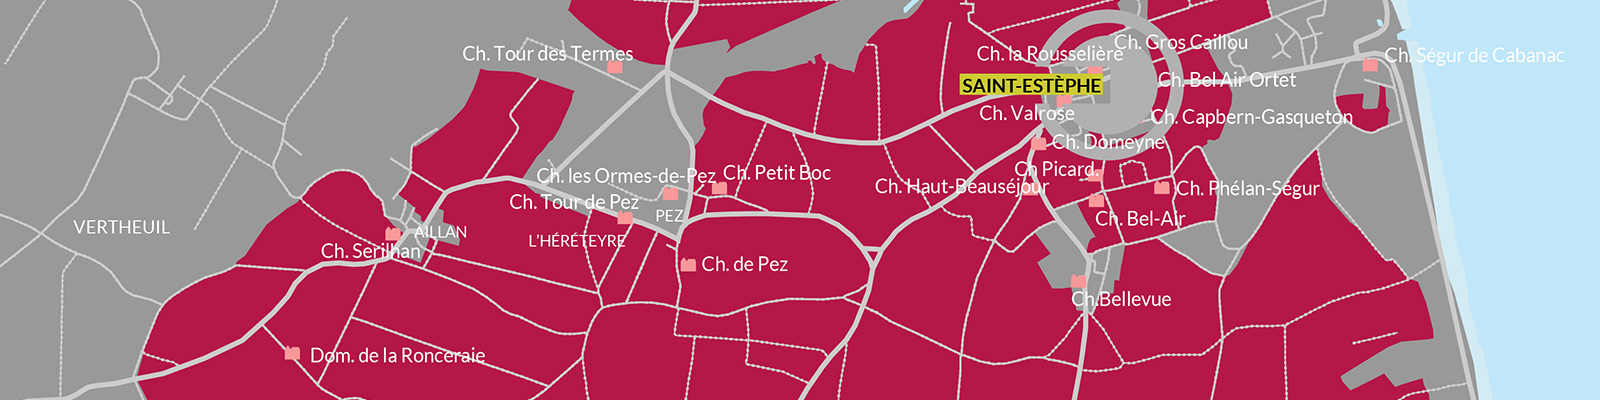 Ch. Gros Caillou
Ch. Tour des Termes
Ch. la Rousselière
Ch. Ségur de Cabanac
Ch. Bel Air Ortet
SAINT-ESTÈPHE
Ch. Valrose
Ch. Capbern-Gasqueton
Ch. Domeyne
Ch Picard.
Ch. les Ormes-de-Pez
Ch. Petit Boc
Ch. Haut-Beauséjour
Ch. Phélan-Ségur
Ch. Tour de Pez
PEZ
Ch. Bel-Air
VERTHEUIL
AILLAN
L'HÉRÉTEYRE
Ch. Serilhan
Ch. de Pez
Ch.Bellevue
Dom. de la Ronceraie